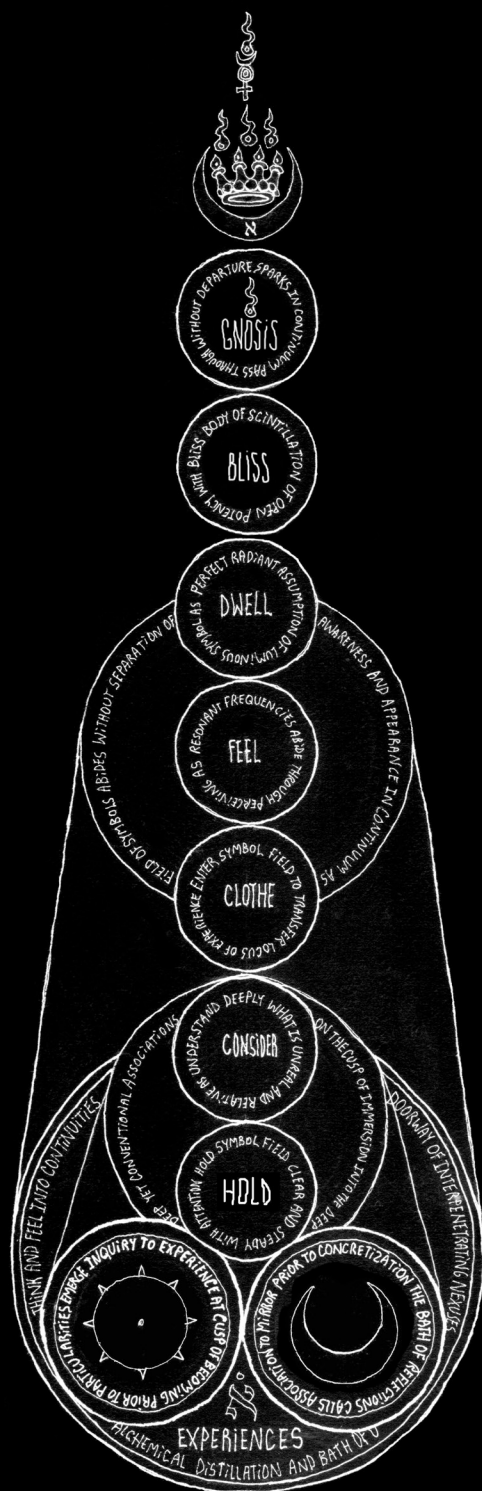 א
PASS THROUGH WITHOUT DEPARTURE SPARKS IN CONTINUUM
GNOSIS
POTENCY WITH BLISS BODY OF SCINTILLATION OF OPEN
BLISS
LUMINOUS SYMBOL AS PERFECT RADIANT ASSUMPTION OF
DWELL
FIELD OF SYMBOLS ABIDES WITHOUT SEPARATION OF
AWARENESS AND APPEARANCE IN CONTINUUM AS
PERCEIVING AS RESONANT FREQUENCIES ABIDE THROUGH
FEEL
ENTER SYMBOL FIELD TO TRANSFER LOCUS OF EXPERIENCE
CLOTHE
UNDERSTAND DEEPLY WHAT IS UNREAL AND RELATIVE IS
CONSIDER
DEEP YET CONVENTIONAL ASSOCIATIONS
ON THE CUSP OF IMMERSION INTO THE DEEP
HOLD SYMBOL FIELD CLEAR AND STEADY WITH ATTENTION
HOLD
THINK AND FEEL INTO CONTINUITIES
DOORWAY OF INTERPENETRATING NEXUSES
EMERGE INQUIRY TO EXPERIENCE AT CUSP OF BECOMING PRIOR TO PARTICULARITIES
THE BATH OF REFLECTIONS CALLS ASSOCIATION TO MIRROR PRIOR TO CONCRETIZATION
א
EXPERIENCES
ALCHEMICAL DISTILLATION AND BATH OF